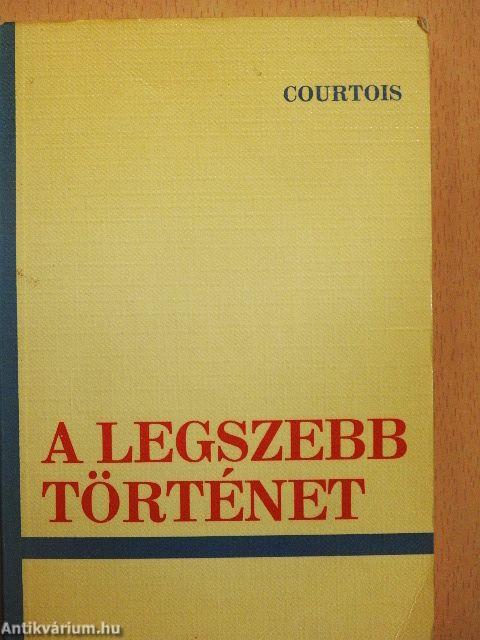 COURTOIS
A LEGSZEBB
TÖRTÉNET
Antikvárium.hu